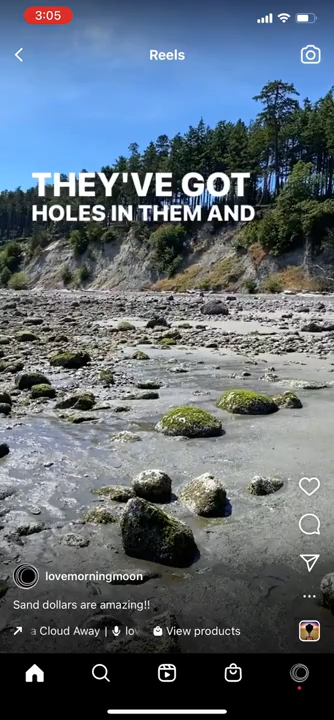 3:05
Reels
THEY'VE GOT
HOLES IN THEM AND
lovemorningmoon
Sand dollars are amazing!!
a Cloud Away | lo
View products